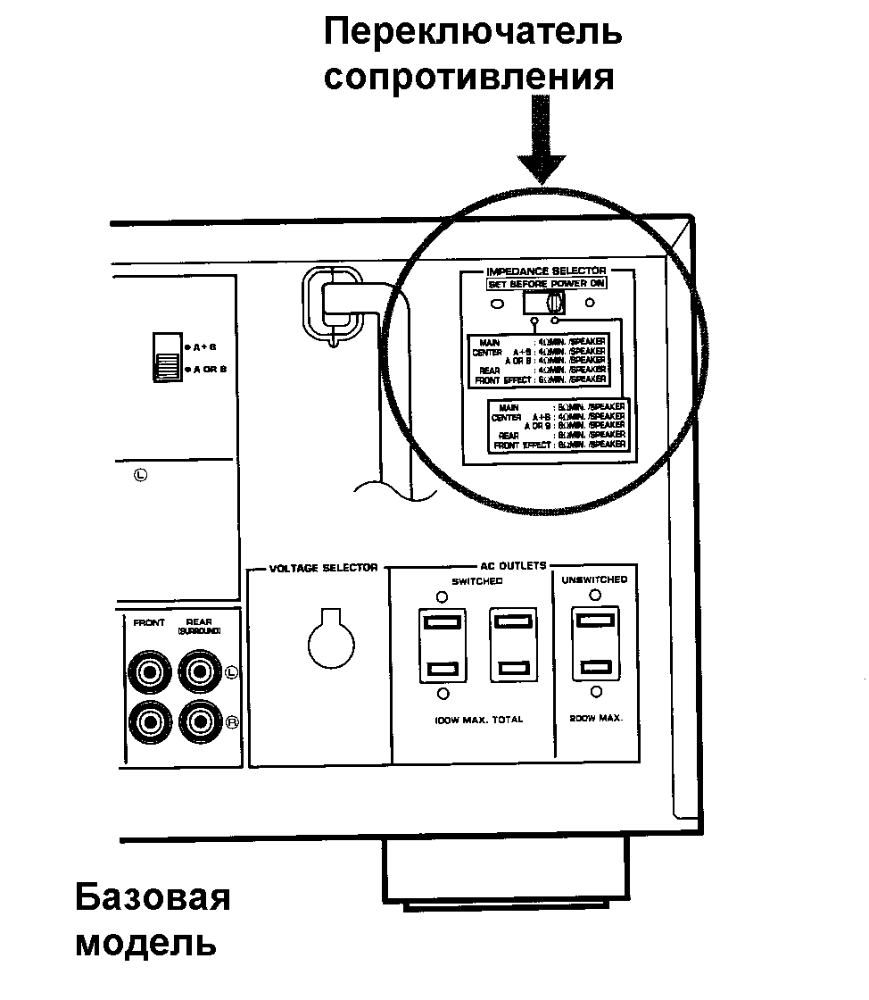 Переключатель
сопротивления
IMPEDANCE SELECTOR
SET BEFORE POWER ON
MAIN : 4ΩMIN. /SPEAKER
CENTER A+B : 4ΩMIN. /SPEAKER
A OR B : 4ΩMIN. /SPEAKER
REAR : 4ΩMIN. /SPEAKER
FRONT EFFECT : 6ΩMIN. /SPEAKER
MAIN : 8ΩMIN. /SPEAKER
CENTER A+B : 4ΩMIN. /SPEAKER
A OR B : 8ΩMIN. /SPEAKER
REAR : 8ΩMIN. /SPEAKER
FRONT EFFECT : 8ΩMIN. /SPEAKER
A+B
A OR B
L
VOLTAGE SELECTOR
AC OUTLETS
SWITCHED
UNSWITCHED
100W MAX. TOTAL
200W MAX.
FRONT
REAR
(SURROUND)
L
R
Базовая
модель